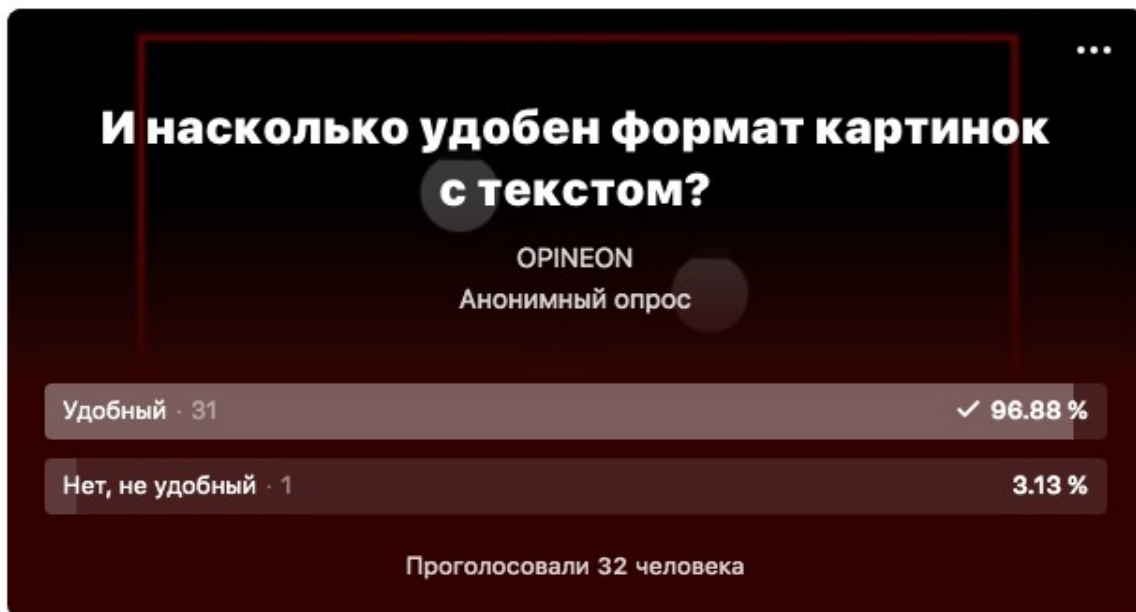 И насколько удобен формат картинок
с текстом?
OPINEON
Анонимный опрос
Удобный · 31 96.88 %
Нет, не удобный · 1 3.13 %
Проголосовали 32 человека